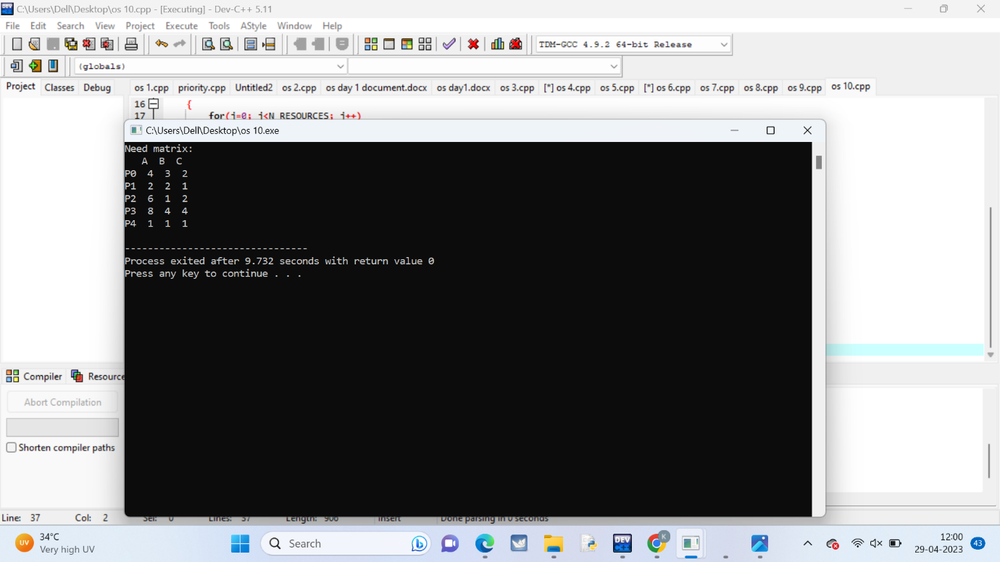 C:\Users\Dell\Desktop\os 10.cpp - [Executing] - Dev-C++ 5.11
File Edit Search View Project Execute Tools AStyle Window Help
TDM-GCC 4.9.2 64-bit Release
(globals)
Project Classes Debug os 1.cpp priority.cpp Untitled2 os 2.cpp os day 1 document.docx os day1.docx os 3.cpp [*] os 4.cpp os 5.cpp [*] os 6.cpp os 7.cpp os 8.cpp os 9.cpp os 10.cpp
16 {
17 for(j=0; j<N_RESOURCES; j++)
C:\Users\Dell\Desktop\os 10.exe
Need matrix:
A B C
P0 4 3 2
P1 2 2 1
P2 6 1 2
P3 8 4 4
P4 1 1 1
--------------------------------
Process exited after 9.732 seconds with return value 0
Press any key to continue . . .
Compiler Resource
Abort Compilation
Shorten compiler paths
Line: 37 Col: 2 Sel: 0 Lines: 37 Length: 906 Insert Done parsing in 0 seconds
UV 34°C
Very high UV
Search
DEV
K
12:00
29-04-2023
43